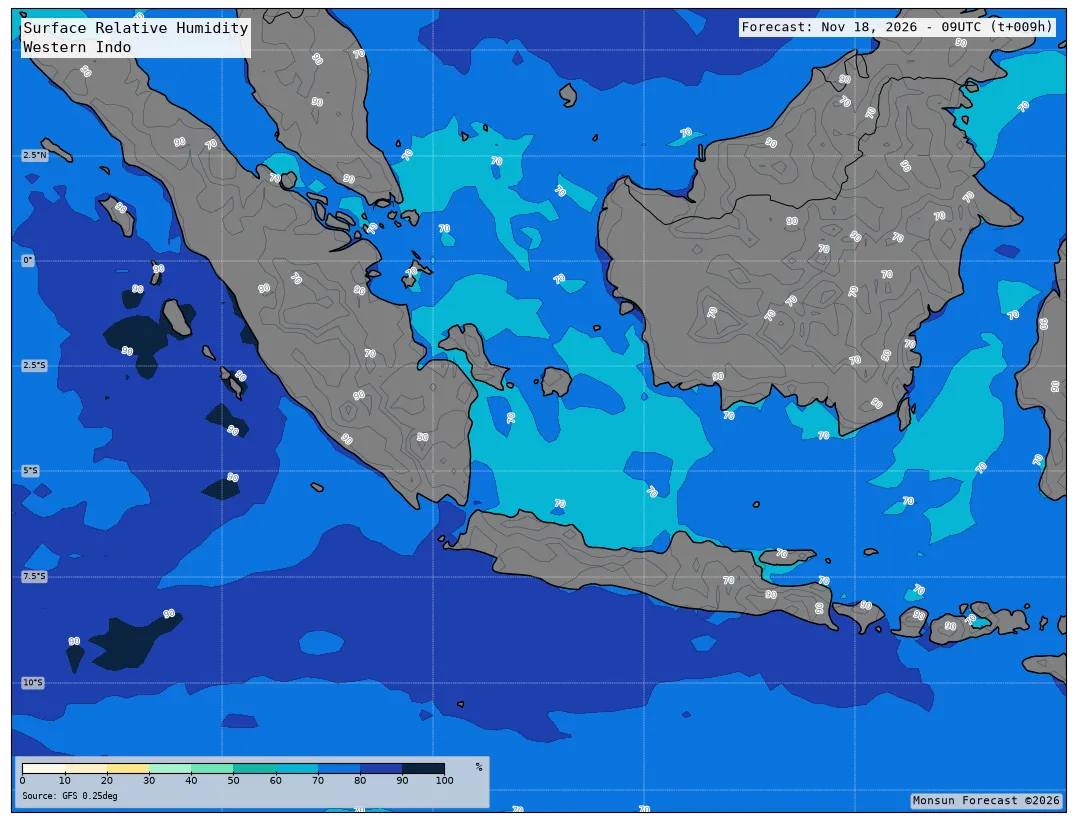 Surface Relative Humidity
Western Indo
Forecast: Nov 18, 2026 - 09UTC (t+009h)
2.5°N
0°
2.5°S
5°S
7.5°S
10°S
0 10 20 30 40 50 60 70 80 90 100 %
Source: GFS 0.25deg
Monsun Forecast ©2026